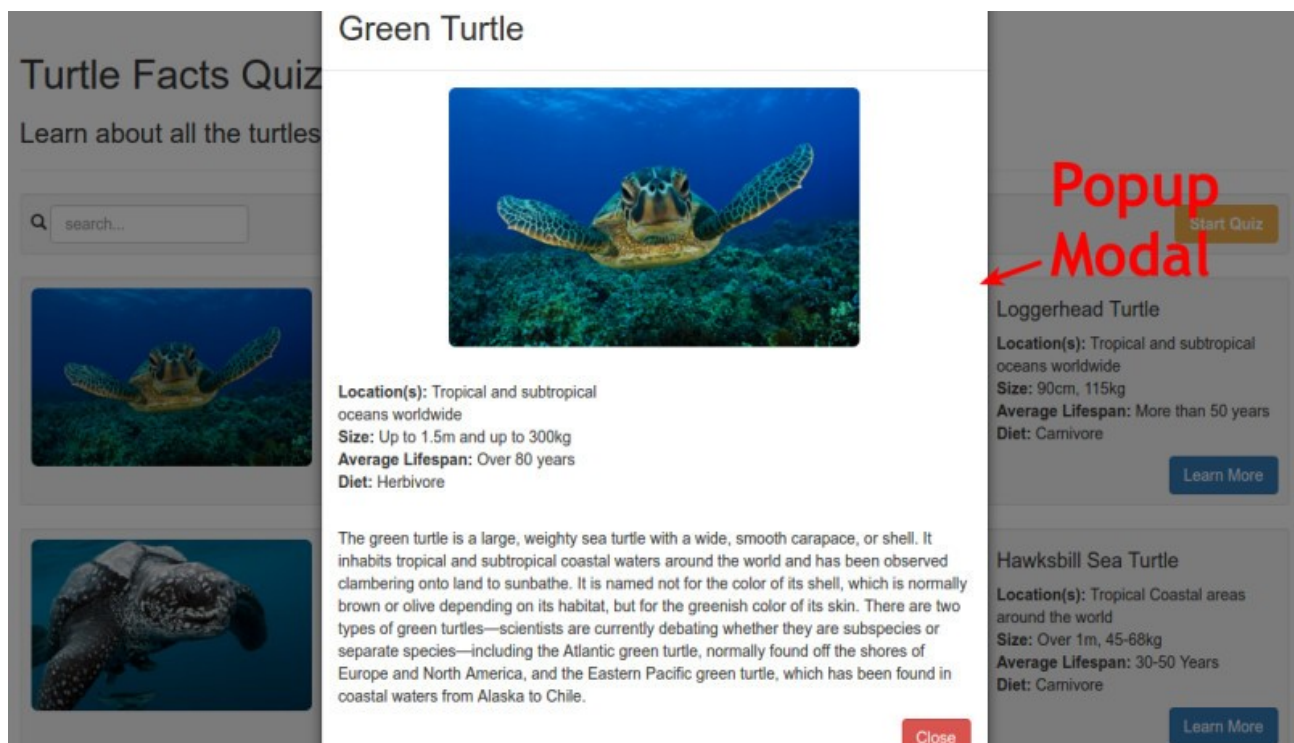 Green Turtle
Turtle Facts Quiz
Learn about all the turtles
search...
Popup
Modal
Start Quiz
Location(s): Tropical and subtropical
oceans worldwide
Size: Up to 1.5m and up to 300kg
Average Lifespan: Over 80 years
Diet: Herbivore
The green turtle is a large, weighty sea turtle with a wide, smooth carapace, or shell. It
inhabits tropical and subtropical coastal waters around the world and has been observed
clambering onto land to sunbathe. It is named not for the color of its shell, which is normally
brown or olive depending on its habitat, but for the greenish color of its skin. There are two
types of green turtles—scientists are currently debating whether they are subspecies or
separate species—including the Atlantic green turtle, normally found off the shores of
Europe and North America, and the Eastern Pacific green turtle, which has been found in
coastal waters from Alaska to Chile.
Close
Loggerhead Turtle
Location(s): Tropical and subtropical
oceans worldwide
Size: 90cm, 115kg
Average Lifespan: More than 50 years
Diet: Carnivore
Learn More
Hawksbill Sea Turtle
Location(s): Tropical Coastal areas
around the world
Size: Over 1m, 45-68kg
Average Lifespan: 30-50 Years
Diet: Carnivore
Learn More